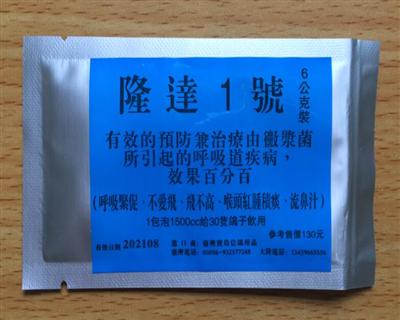 隆達1號
6公克裝
有效的預防兼治療由黴漿菌
所引起的呼吸道疾病，
效果百分百
(呼吸緊促、不愛飛、飛不高、喉頭紅腫積痰、流鼻汁)
1包泡1500cc給30隻鴿子飲用
參考售價130元
有效日期 202108